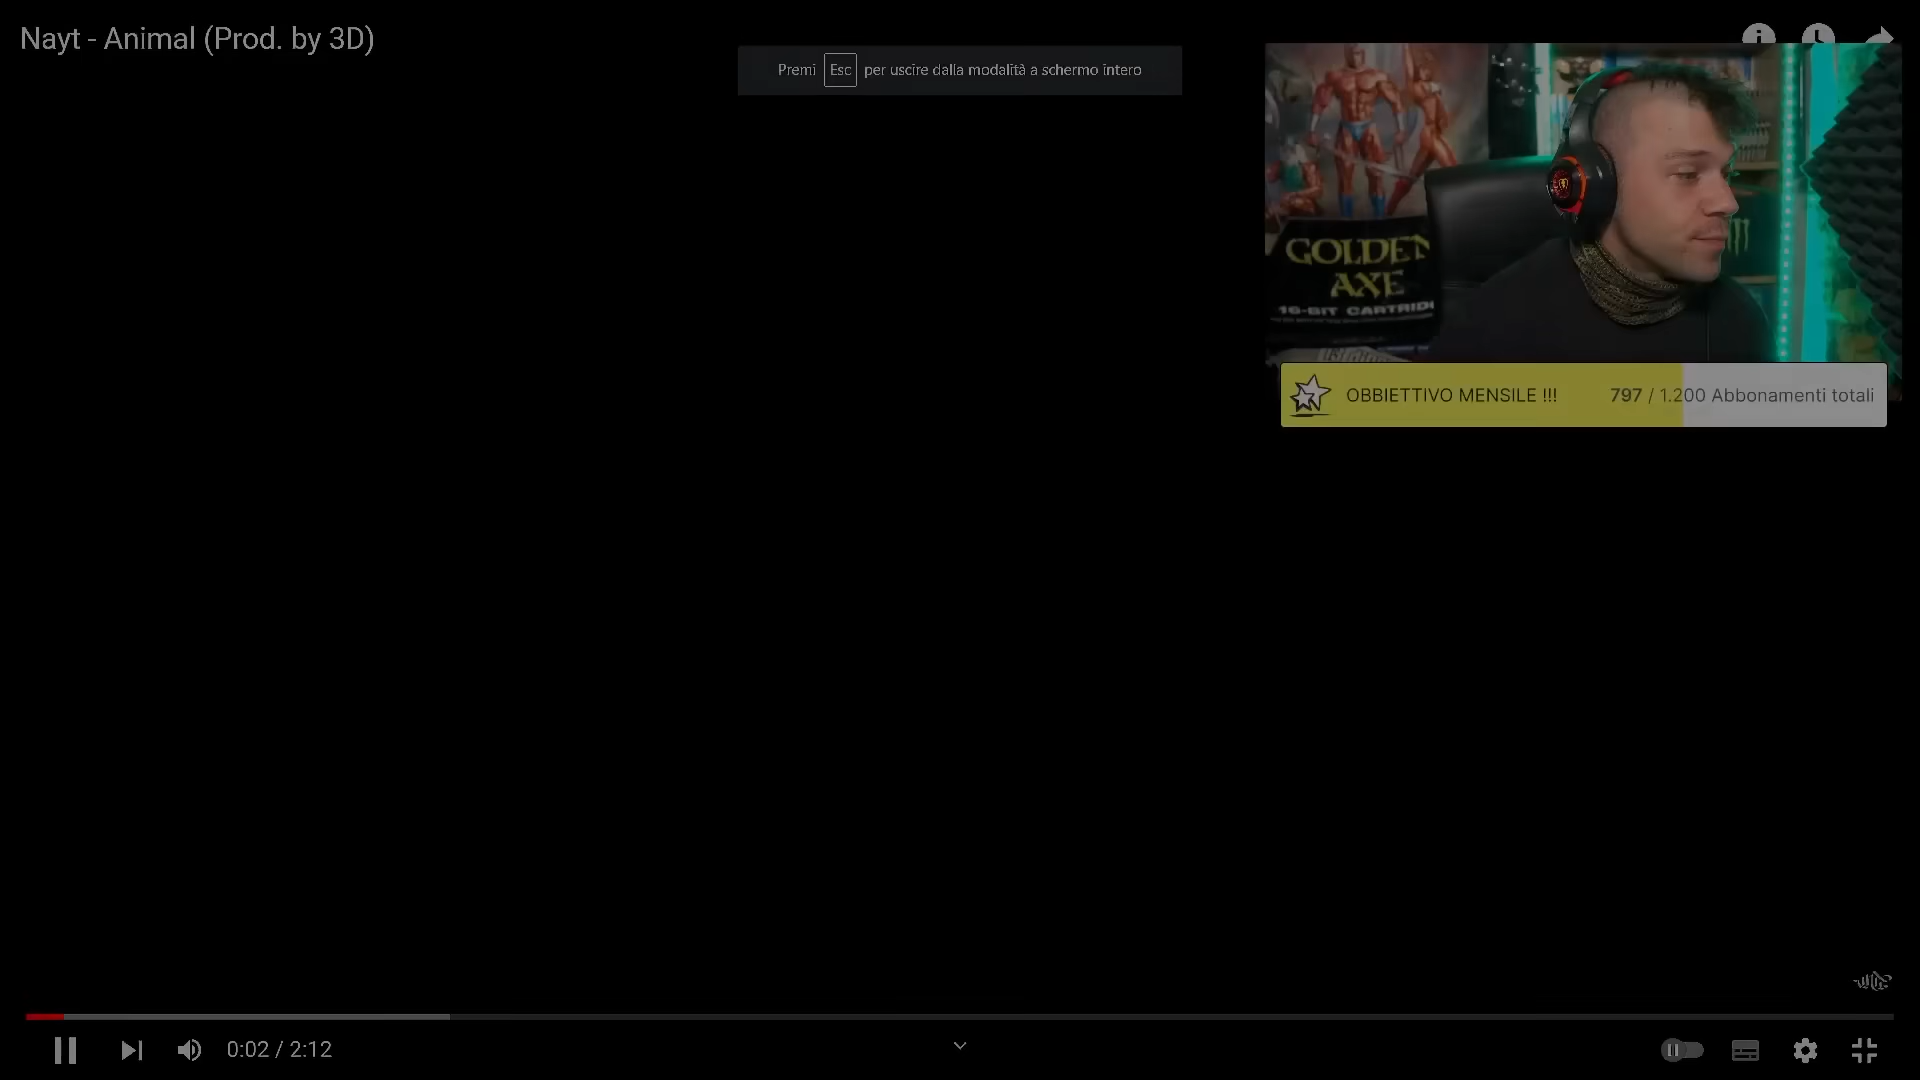 Nayt - Animal (Prod. by 3D)
Premi Esc per uscire dalla modalità a schermo intero
GOLDEN
AXE
16-BIT CARTRID
OBBIETTIVO MENSILE !!! 797 / 1.200 Abbonamenti totali
0:02 / 2:12